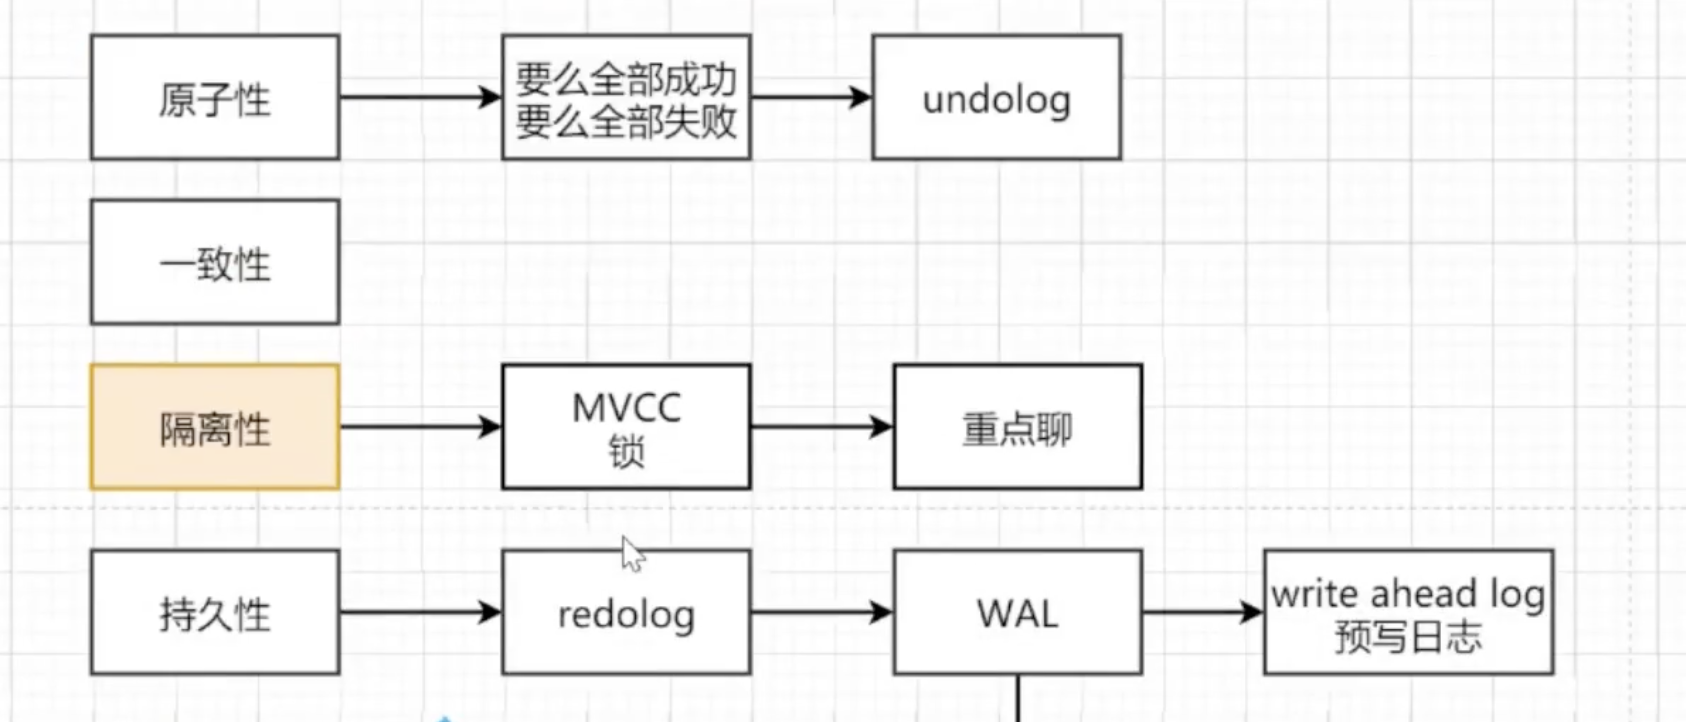 原子性
要么全部成功
要么全部失败
undolog
一致性
隔离性
MVCC
锁
重点聊
持久性
redolog
WAL
write ahead log
预写日志